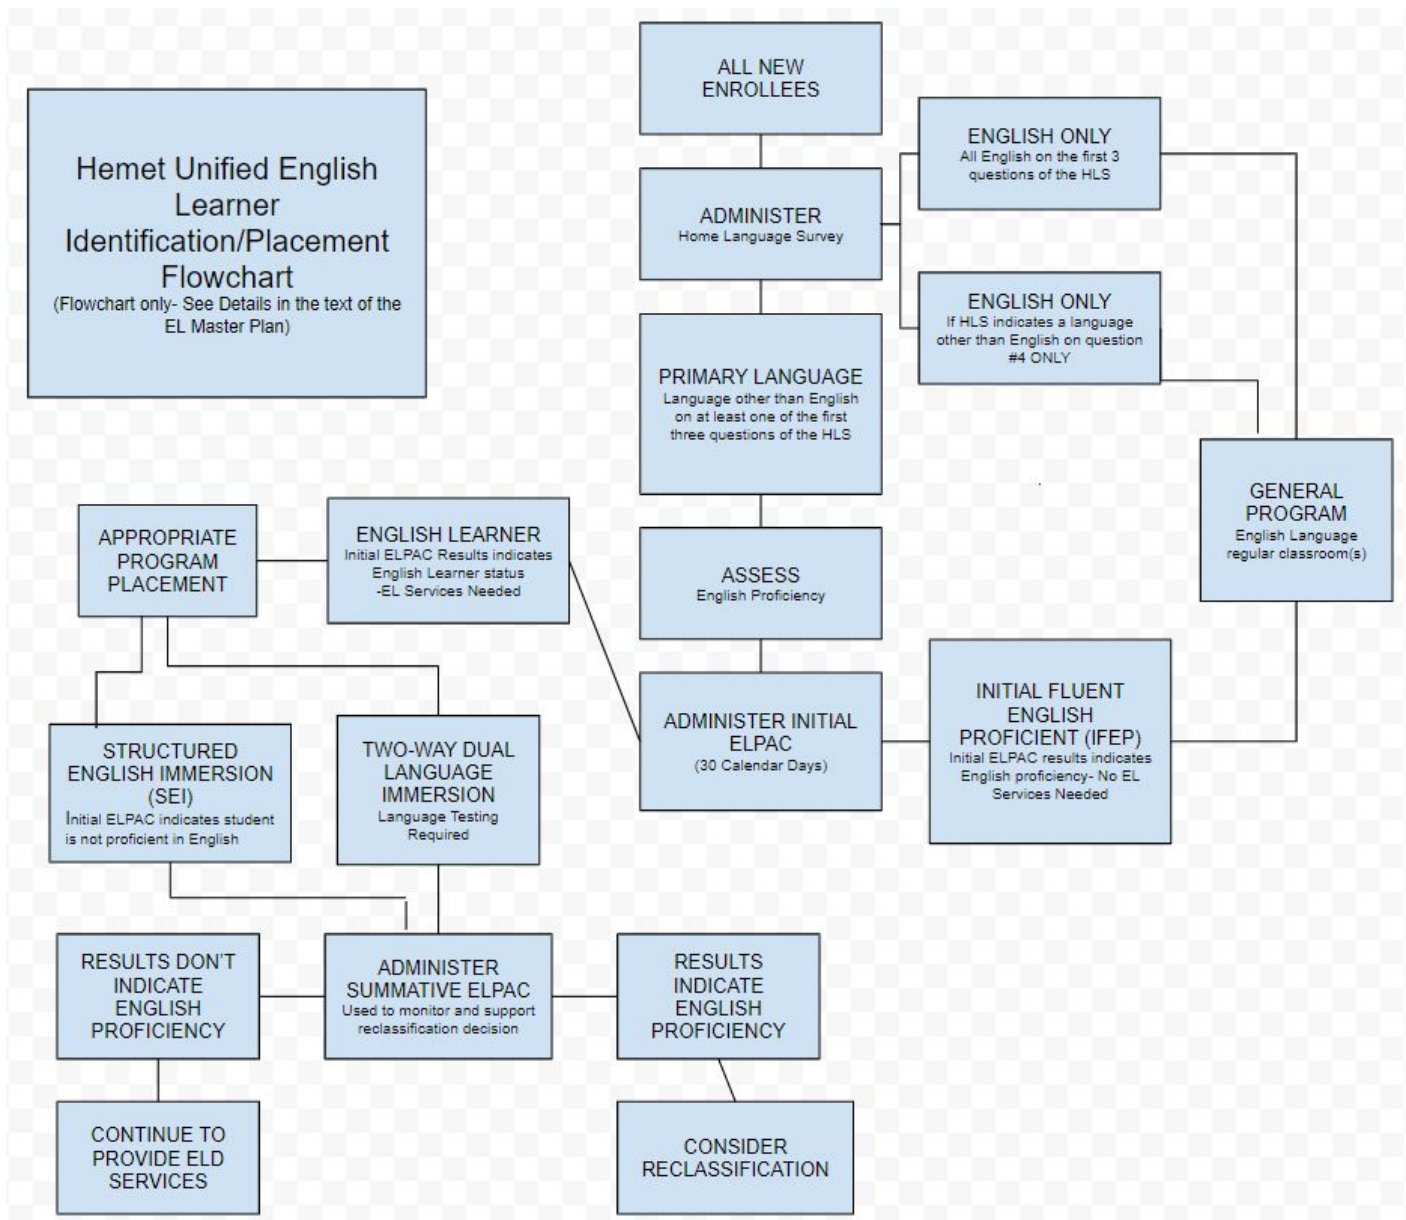 Hemet Unified English
Learner
Identification/Placement
Flowchart
(Flowchart only- See Details in the text of the
EL Master Plan)
ALL NEW
ENROLLEES
ADMINISTER
Home Language Survey
ENGLISH ONLY
All English on the first 3
questions of the HLS
ENGLISH ONLY
If HLS indicates a language
other than English on question
#4 ONLY
PRIMARY LANGUAGE
Language other than English
on at least one of the first
three questions of the HLS
GENERAL
PROGRAM
English Language
regular classroom(s)
ASSESS
English Proficiency
ENGLISH LEARNER
Initial ELPAC Results indicates
English Learner status
-EL Services Needed
APPROPRIATE
PROGRAM
PLACEMENT
ADMINISTER INITIAL
ELPAC
(30 Calendar Days)
INITIAL FLUENT
ENGLISH
PROFICIENT (IFEP)
Initial ELPAC results indicates
English proficiency- No EL
Services Needed
STRUCTURED
ENGLISH IMMERSION
(SEI)
Initial ELPAC indicates student
is not proficient in English
TWO-WAY DUAL
LANGUAGE
IMMERSION
Language Testing
Required
RESULTS DON'T
INDICATE
ENGLISH
PROFICIENCY
ADMINISTER
SUMMATIVE ELPAC
Used to monitor and support
reclassification decision
RESULTS
INDICATE
ENGLISH
PROFICIENCY
CONTINUE TO
PROVIDE ELD
SERVICES
CONSIDER
RECLASSIFICATION